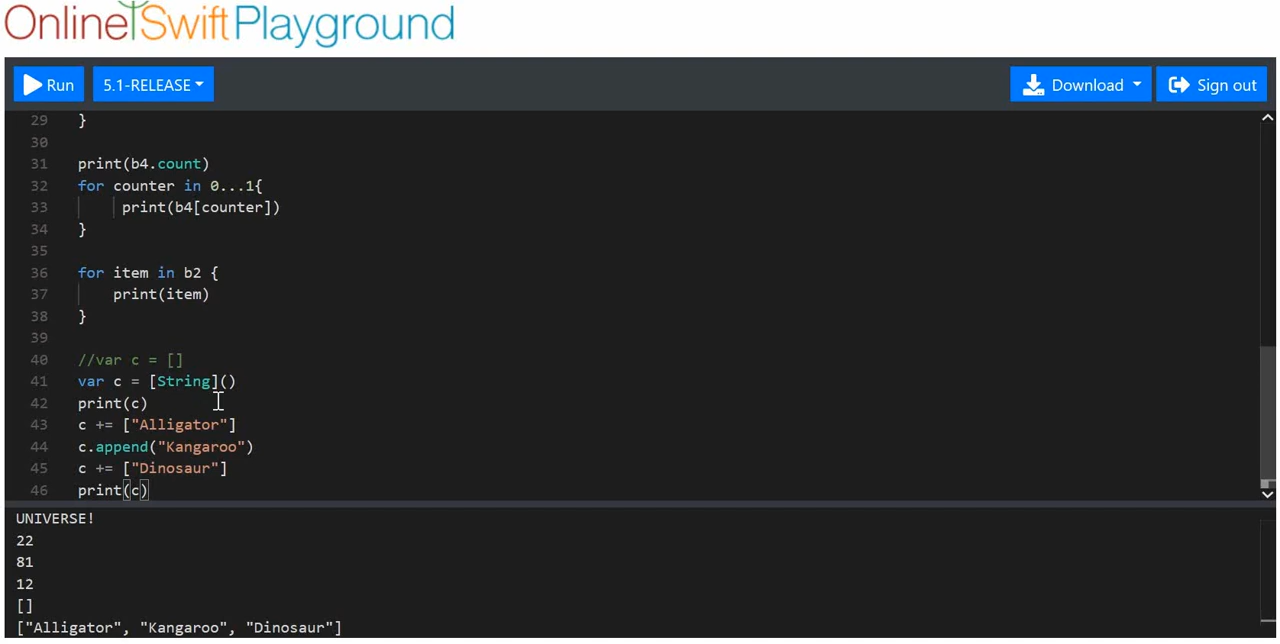 Online Swift Playground
Run 5.1-RELEASE Download Sign out
29 }
30
31 print(b4.count)
32 for counter in 0...1{
33 print(b4[counter])
34 }
35
36 for item in b2 {
37 print(item)
38 }
39
40 //var c = []
41 var c = [String]()
42 print(c)
43 c += ["Alligator"]
44 c.append("Kangaroo")
45 c += ["Dinosaur"]
46 print(c)
UNIVERSE!
22
81
12
[]
["Alligator", "Kangaroo", "Dinosaur"]